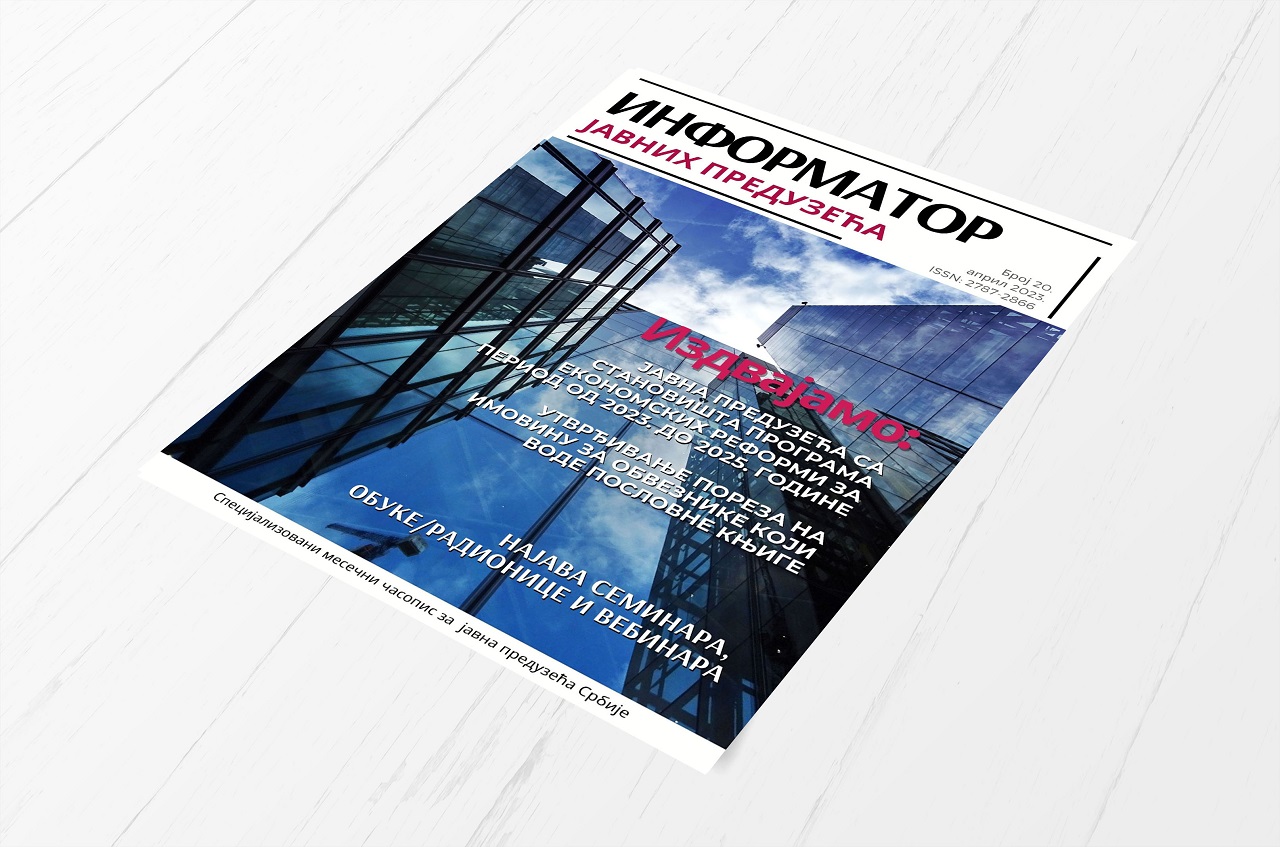 ИНФОРМАТОР
ЈАВНИХ ПРЕДУЗЕЋА
Број 20.
април 2023.
ISSN: 2787-2866
Издвајамо:
ЈАВНА ПРЕДУЗЕЋА СА
СТАНОВИШТА ПРОГРАМА
ЕКОНОМСКИХ РЕФОРМИ ЗА
ПЕРИОД ОД 2023. ДО 2025. ГОДИНЕ
УТВРЂИВАЊЕ ПОРЕЗА НА
ИМОВИНУ ЗА ОБВЕЗНИКЕ КОЈИ
ВОДЕ ПОСЛОВНЕ КЊИГЕ
НАЈАВА СЕМИНАРА,
ОБУКЕ/РАДИОНИЦЕ И ВЕБИНАРА
Специјализовани месечни часопис за јавна предузећа Србије